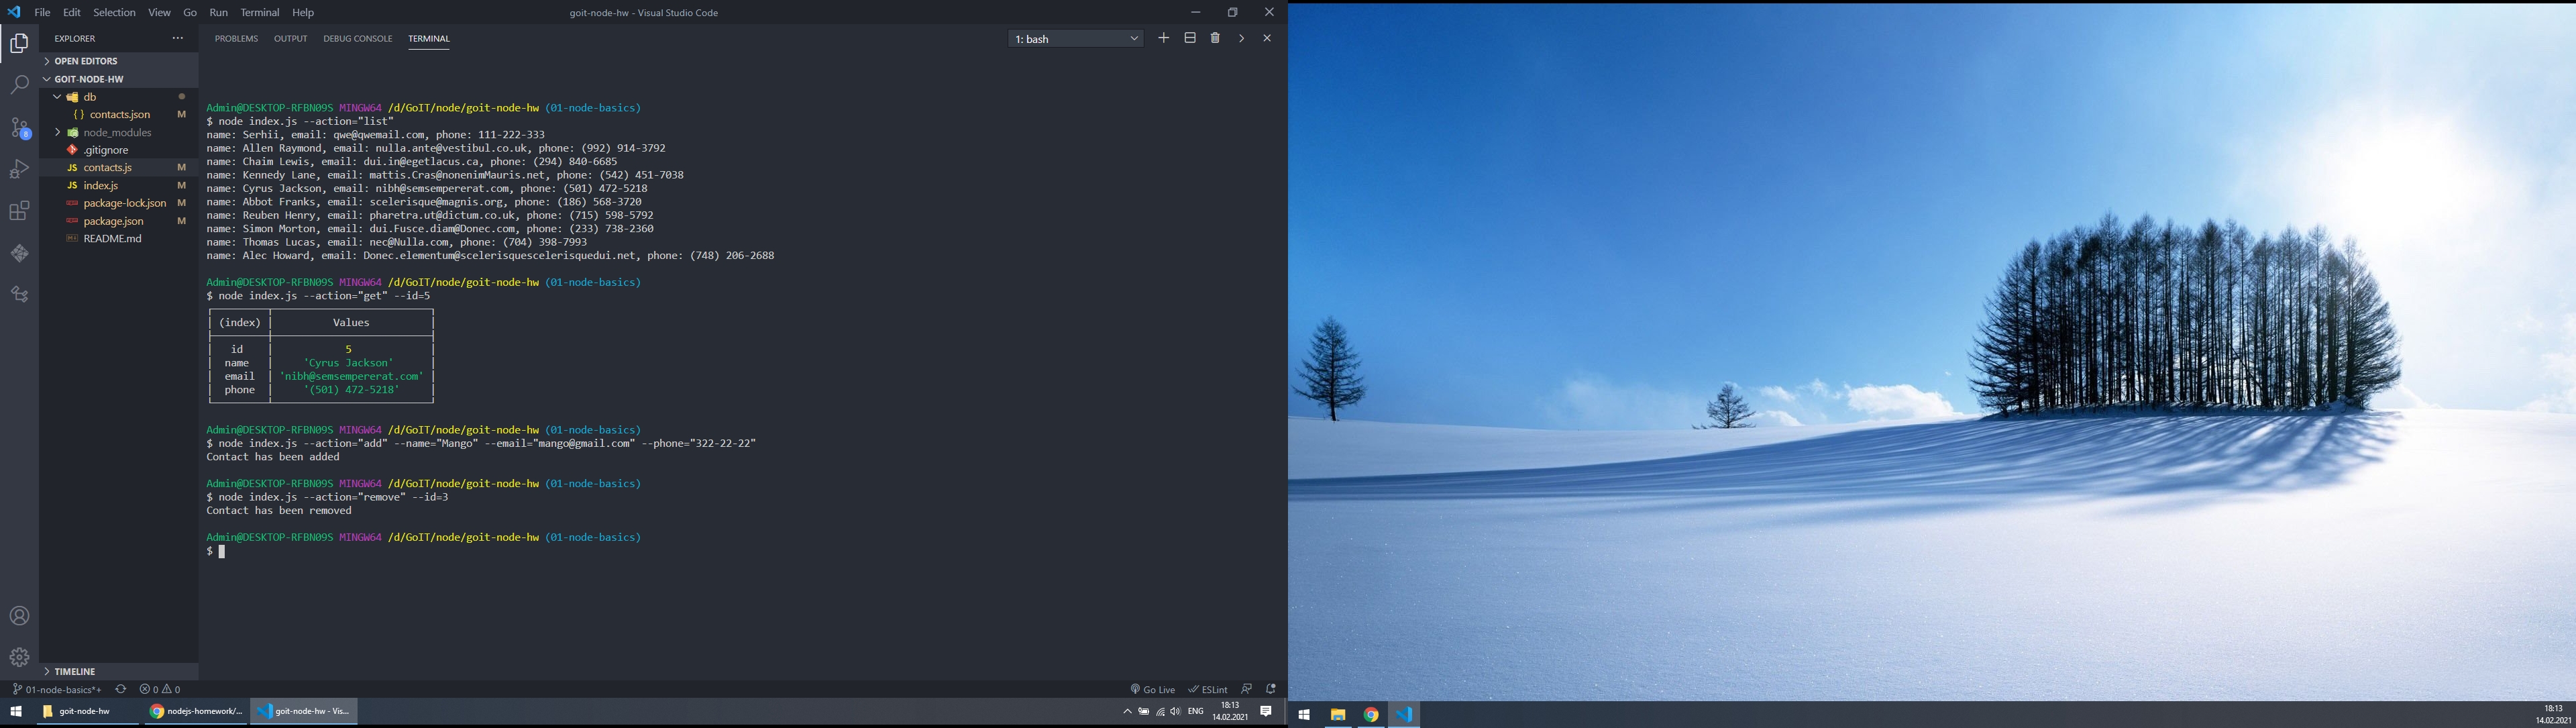 File Edit Selection View Go Run Terminal Help
goit-node-hw - Visual Studio Code
EXPLORER
OPEN EDITORS
GOIT-NODE-HW
db
contacts.json M
node_modules
.gitignore
JS contacts.js M
JS index.js M
package-lock.json M
package.json M
README.md
TIMELINE
8
PROBLEMS OUTPUT DEBUG CONSOLE TERMINAL
1: bash
Admin@DESKTOP-RFBN09S MINGW64 /d/GoIT/node/goit-node-hw (01-node-basics)
$ node index.js --action="list"
name: Serhii, email: qwe@qwemail.com, phone: 111-222-333
name: Allen Raymond, email: nulla.ante@vestibul.co.uk, phone: (992) 914-3792
name: Chaim Lewis, email: dui.in@egetlacus.ca, phone: (294) 840-6685
name: Kennedy Lane, email: mattis.Cras@nonenimMauris.net, phone: (542) 451-7038
name: Cyrus Jackson, email: nibh@semsempererat.com, phone: (501) 472-5218
name: Abbot Franks, email: scelerisque@magnis.org, phone: (186) 568-3720
name: Reuben Henry, email: pharetra.ut@dictum.co.uk, phone: (715) 598-5792
name: Simon Morton, email: dui.Fusce.diam@Donec.com, phone: (233) 738-2360
name: Thomas Lucas, email: nec@Nulla.com, phone: (704) 398-7993
name: Alec Howard, email: Donec.elementum@scelerisquescelerisquedui.net, phone: (748) 206-2688
Admin@DESKTOP-RFBN09S MINGW64 /d/GoIT/node/goit-node-hw (01-node-basics)
$ node index.js --action="get" --id=5
(index) Values
id 5
name 'Cyrus Jackson'
email 'nibh@semsempererat.com'
phone '(501) 472-5218'
Admin@DESKTOP-RFBN09S MINGW64 /d/GoIT/node/goit-node-hw (01-node-basics)
$ node index.js --action="add" --name="Mango" --email="mango@gmail.com" --phone="322-22-22"
Contact has been added
Admin@DESKTOP-RFBN09S MINGW64 /d/GoIT/node/goit-node-hw (01-node-basics)
$ node index.js --action="remove" --id=3
Contact has been removed
Admin@DESKTOP-RFBN09S MINGW64 /d/GoIT/node/goit-node-hw (01-node-basics)
$
01-node-basics*+ 0 0
Go Live ESLint
goit-node-hw nodejs-homework/... goit-node-hw - Vis...
ENG 18:13
14.02.2021
18:13
14.02.2021